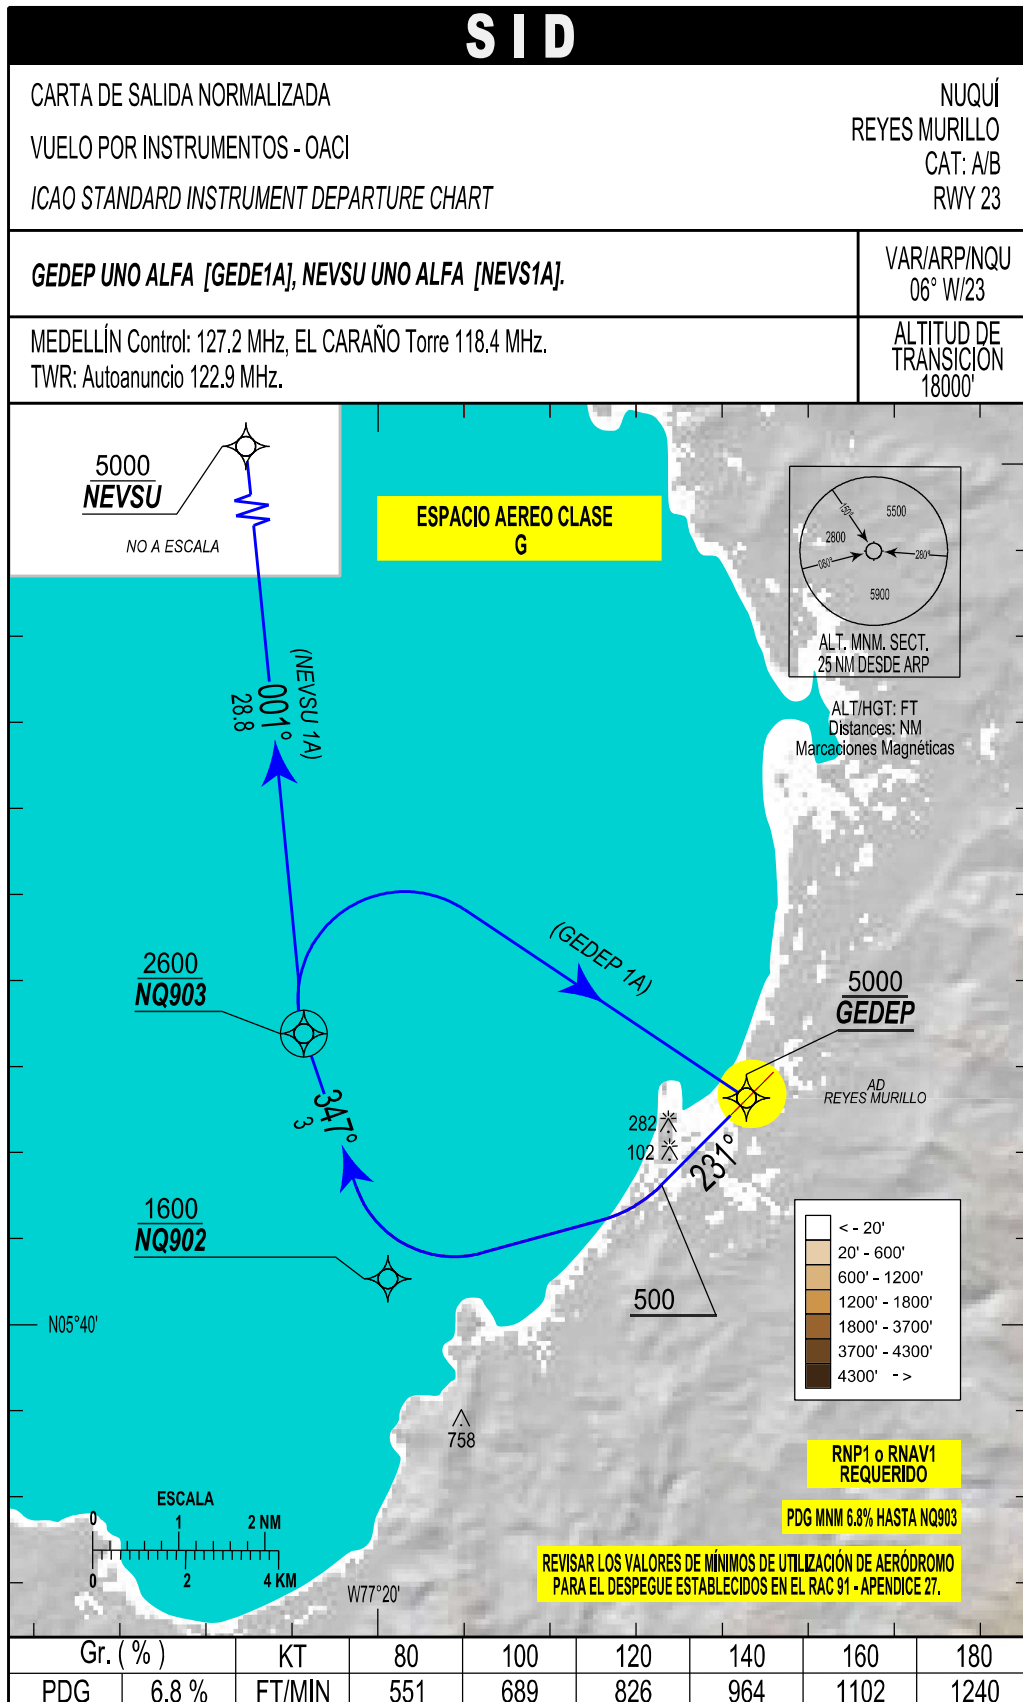 SID
CARTA DE SALIDA NORMALIZADA
VUELO POR INSTRUMENTOS - OACI
ICAO STANDARD INSTRUMENT DEPARTURE CHART
NUQUÍ
REYES MURILLO
CAT: A/B
RWY 23
GEDEP UNO ALFA [GEDE1A], NEVSU UNO ALFA [NEVS1A].
VAR/ARP/NQU
06° W/23
MEDELLÍN Control: 127.2 MHz, EL CARAÑO Torre 118.4 MHz.
TWR: Autoanuncio 122.9 MHz.
ALTITUD DE
TRANSICIÓN
18000'
5000
NEVSU
NO A ESCALA
ESPACIO AEREO CLASE
G
150°
5500
2800
080°
280°
5900
ALT. MNM. SECT.
25 NM DESDE ARP
ALT/HGT: FT
Distances: NM
Marcaciones Magnéticas
(NEVSU 1A)
001°
28.8
(GEDEP 1A)
2600
NQ903
5000
GEDEP
AD
REYES MURILLO
347°
3
282
102
231°
1600
NQ902
500
N05°40'
< - 20'
20' - 600'
600' - 1200'
1200' - 1800'
1800' - 3700'
3700' - 4300'
4300' - >
758
RNP1 o RNAV1
REQUERIDO
PDG MNM 6.8% HASTA NQ903
REVISAR LOS VALORES DE MÍNIMOS DE UTILIZACIÓN DE AERÓDROMO
PARA EL DESPEGUE ESTABLECIDOS EN EL RAC 91 - APENDICE 27.
ESCALA
0 1 2 NM
0 2 4 KM
W77°20'
Gr. ( % ) KT 80 100 120 140 160 180
PDG 6.8 % FT/MIN 551 689 826 964 1102 1240